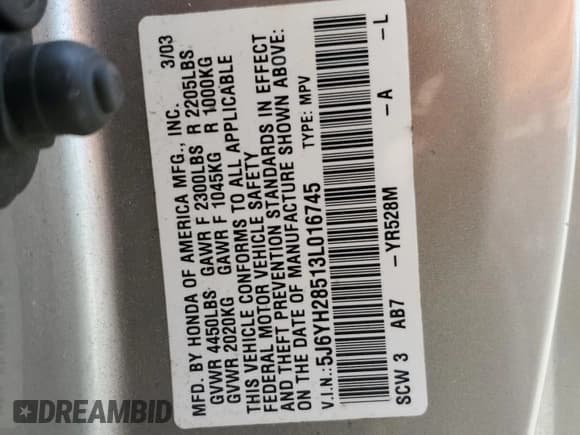 MFD. BY HONDA OF AMERICA MFG., INC. 3/03
GVWR 4450LBS GAWR F 2300LBS R 2205LBS
GVWR 2020KG GAWR F 1045KG R 1000KG
THIS VEHICLE CONFORMS TO ALL APPLICABLE
FEDERAL MOTOR VEHICLE SAFETY
AND THEFT PREVENTION STANDARDS IN EFFECT
ON THE DATE OF MANUFACTURE SHOWN ABOVE:
V.I.N.:5J6YH28513L016745 TYPE: MPV
SCW 3 AB7 -YR528M -A -L
DREAMBID